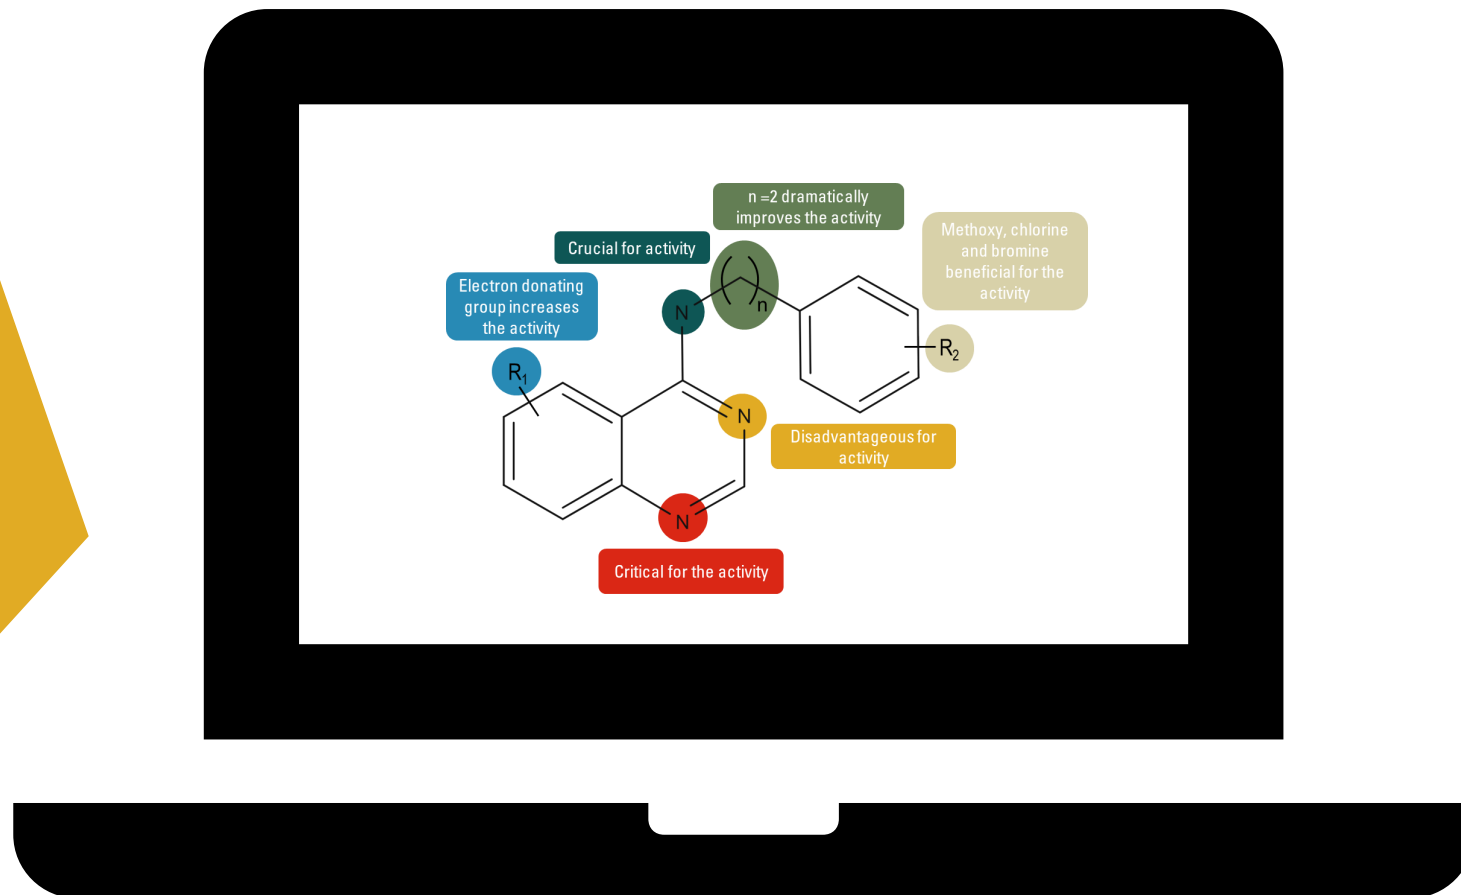 n =2 dramatically
improves the activity
Crucial for activity
Methoxy, chlorine
and bromine
beneficial for the
activity
Electron donating
group increases
the activity
N
n
R1
R2
N
Disadvantageous for
activity
N
Critical for the activity